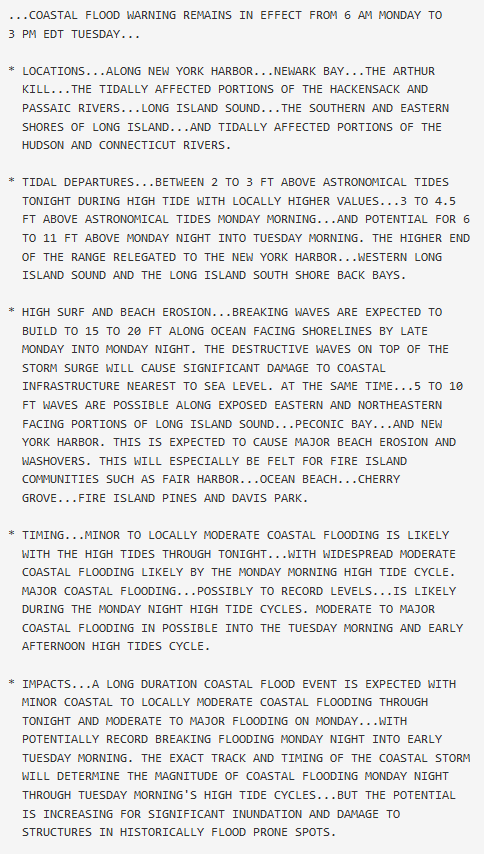 ...COASTAL FLOOD WARNING REMAINS IN EFFECT FROM 6 AM MONDAY TO
3 PM EDT TUESDAY...
* LOCATIONS...ALONG NEW YORK HARBOR...NEWARK BAY...THE ARTHUR
KILL...THE TIDALLY AFFECTED PORTIONS OF THE HACKENSACK AND
PASSAIC RIVERS...LONG ISLAND SOUND...THE SOUTHERN AND EASTERN
SHORES OF LONG ISLAND...AND TIDALLY AFFECTED PORTIONS OF THE
HUDSON AND CONNECTICUT RIVERS.
* TIDAL DEPARTURES...BETWEEN 2 TO 3 FT ABOVE ASTRONOMICAL TIDES
TONIGHT DURING HIGH TIDE WITH LOCALLY HIGHER VALUES...3 TO 4.5
FT ABOVE ASTRONOMICAL TIDES MONDAY MORNING...AND POTENTIAL FOR 6
TO 11 FT ABOVE MONDAY NIGHT INTO TUESDAY MORNING. THE HIGHER END
OF THE RANGE RELEGATED TO THE NEW YORK HARBOR...WESTERN LONG
ISLAND SOUND AND THE LONG ISLAND SOUTH SHORE BACK BAYS.
* HIGH SURF AND BEACH EROSION...BREAKING WAVES ARE EXPECTED TO
BUILD TO 15 TO 20 FT ALONG OCEAN FACING SHORELINES BY LATE
MONDAY INTO MONDAY NIGHT. THE DESTRUCTIVE WAVES ON TOP OF THE
STORM SURGE WILL CAUSE SIGNIFICANT DAMAGE TO COASTAL
INFRASTRUCTURE NEAREST TO SEA LEVEL. AT THE SAME TIME...5 TO 10
FT WAVES ARE POSSIBLE ALONG EXPOSED EASTERN AND NORTHEASTERN
FACING PORTIONS OF LONG ISLAND SOUND...PECONIC BAY...AND NEW
YORK HARBOR. THIS IS EXPECTED TO CAUSE MAJOR BEACH EROSION AND
WASHOVERS. THIS WILL ESPECIALLY BE FELT FOR FIRE ISLAND
COMMUNITIES SUCH AS FAIR HARBOR...OCEAN BEACH...CHERRY
GROVE...FIRE ISLAND PINES AND DAVIS PARK.
* TIMING...MINOR TO LOCALLY MODERATE COASTAL FLOODING IS LIKELY
WITH THE HIGH TIDES THROUGH TONIGHT...WITH WIDESPREAD MODERATE
COASTAL FLOODING LIKELY BY THE MONDAY MORNING HIGH TIDE CYCLE.
MAJOR COASTAL FLOODING...POSSIBLY TO RECORD LEVELS...IS LIKELY
DURING THE MONDAY NIGHT HIGH TIDE CYCLES. MODERATE TO MAJOR
COASTAL FLOODING IN POSSIBLE INTO THE TUESDAY MORNING AND EARLY
AFTERNOON HIGH TIDES CYCLE.
* IMPACTS...A LONG DURATION COASTAL FLOOD EVENT IS EXPECTED WITH
MINOR COASTAL TO LOCALLY MODERATE COASTAL FLOODING THROUGH
TONIGHT AND MODERATE TO MAJOR FLOODING ON MONDAY...WITH
POTENTIALLY RECORD BREAKING FLOODING MONDAY NIGHT INTO EARLY
TUESDAY MORNING. THE EXACT TRACK AND TIMING OF THE COASTAL STORM
WILL DETERMINE THE MAGNITUDE OF COASTAL FLOODING MONDAY NIGHT
THROUGH TUESDAY MORNING'S HIGH TIDE CYCLES...BUT THE POTENTIAL
IS INCREASING FOR SIGNIFICANT INUNDATION AND DAMAGE TO
STRUCTURES IN HISTORICALLY FLOOD PRONE SPOTS.